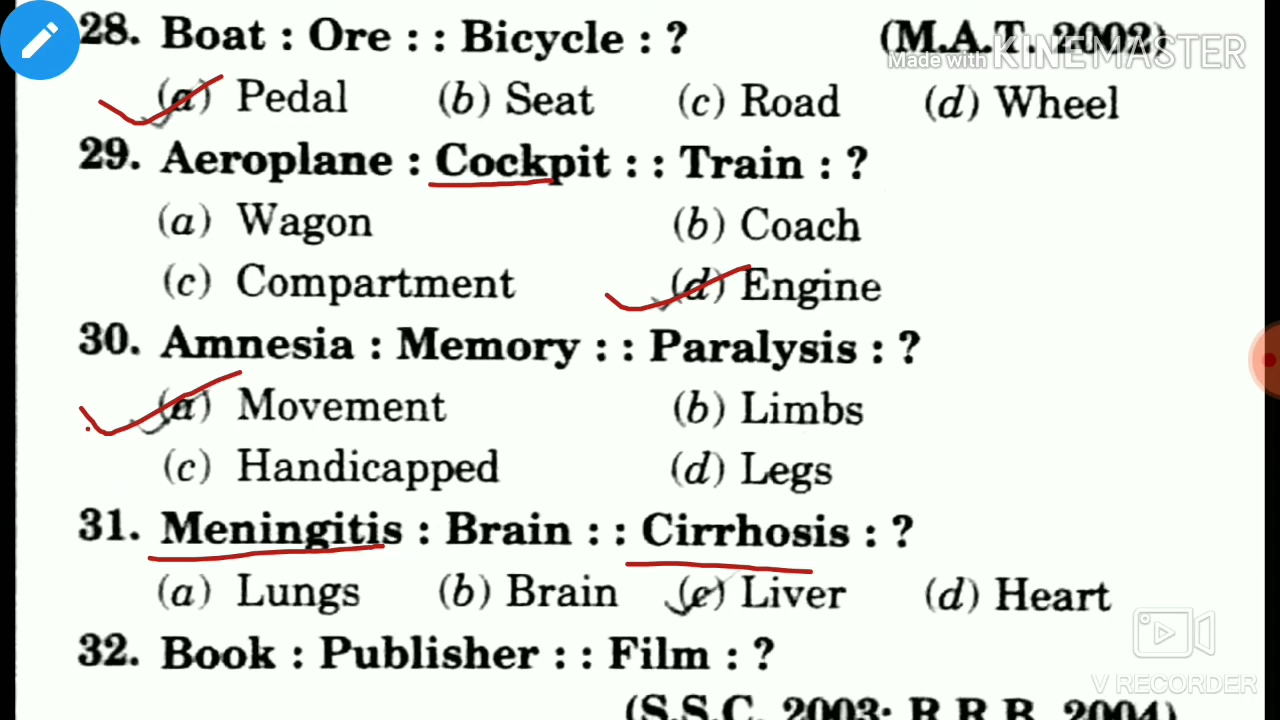 28. Boat : Ore : : Bicycle : ? (M.A.T. 2002)
Made with KINEMASTER
(a) Pedal (b) Seat (c) Road (d) Wheel
29. Aeroplane : Cockpit : : Train : ?
(a) Wagon (b) Coach
(c) Compartment (d) Engine
30. Amnesia : Memory : : Paralysis : ?
(a) Movement (b) Limbs
(c) Handicapped (d) Legs
31. Meningitis : Brain : : Cirrhosis : ?
(a) Lungs (b) Brain (c) Liver (d) Heart
32. Book : Publisher : : Film : ?
V RECORDER
(S.S.C. 2003; R.R.B. 2004)